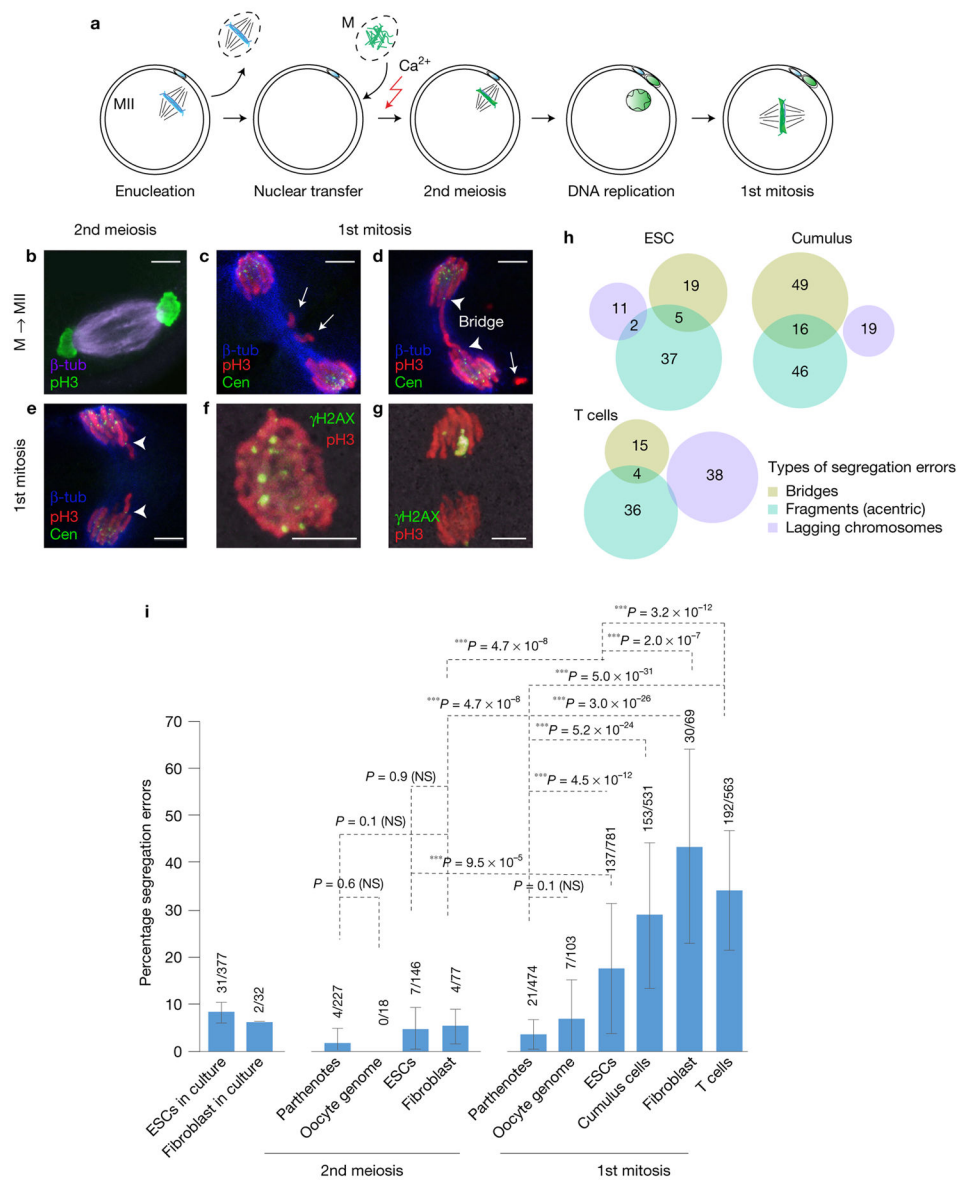 a
M
Ca2+
MII
Enucleation
Nuclear transfer
2nd meiosis
DNA replication
1st mitosis
2nd meiosis
1st mitosis
M → MII
1st mitosis
b
β-tub
pH3
c
β-tub
pH3
Cen
d
Bridge
β-tub
pH3
Cen
e
β-tub
pH3
Cen
f
γH2AX
pH3
g
γH2AX
pH3
h
ESC
11
2
19
5
37
Cumulus
49
16
19
46
T cells
15
4
36
38
Types of segregation errors
Bridges
Fragments (acentric)
Lagging chromosomes
i
***P = 3.2 × 10–12
***P = 4.7 × 10–8
***P = 2.0 × 10–7
***P = 5.0 × 10–31
***P = 4.7 × 10–8
***P = 3.0 × 10–26
***P = 5.2 × 10–24
P = 0.9 (NS)
***P = 4.5 × 10–12
P = 0.1 (NS)
***P = 9.5 × 10–5
P = 0.6 (NS)
P = 0.1 (NS)
Percentage segregation errors
70
60
50
40
30
20
10
0
31/377
2/32
4/227
0/18
7/146
4/77
21/474
7/103
137/781
153/531
30/69
192/563
ESCs in culture
Fibroblast in culture
Parthenotes
Oocyte genome
ESCs
Fibroblast
Parthenotes
Oocyte genome
ESCs
Cumulus cells
Fibroblast
T cells
2nd meiosis
1st mitosis